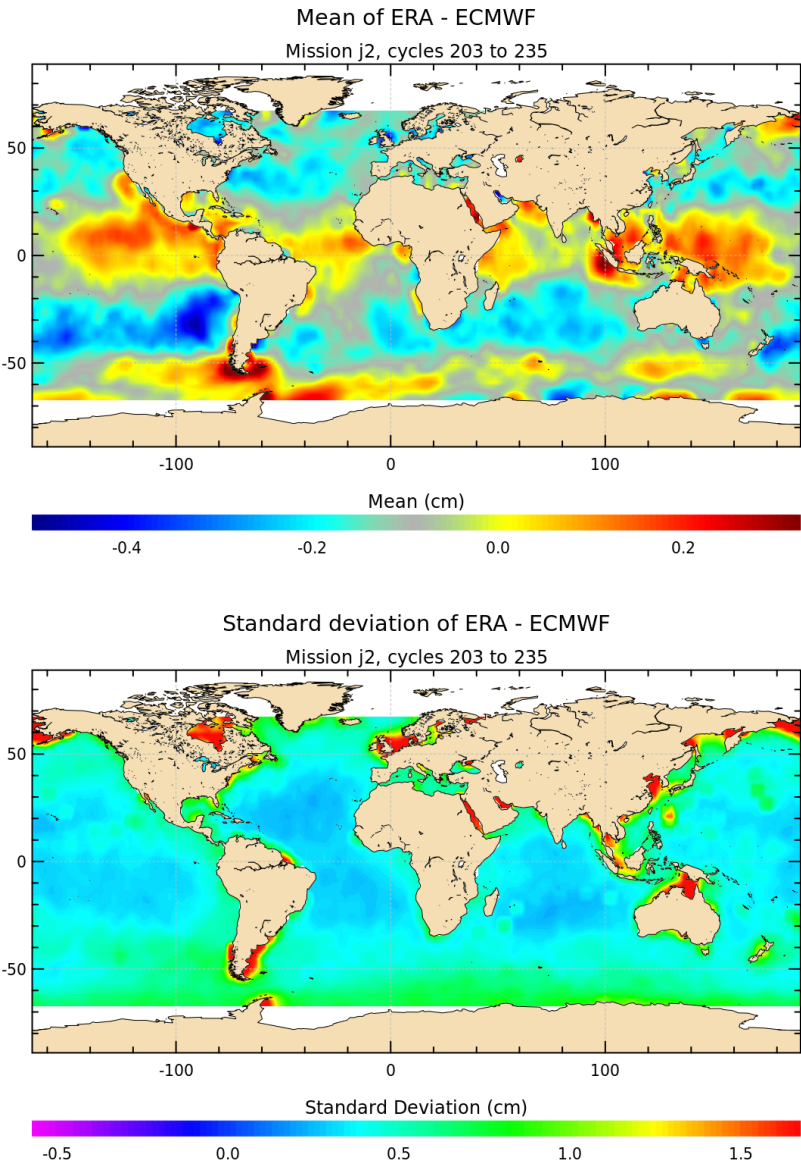 Mean of ERA - ECMWF
Mission j2, cycles 203 to 235
50
0
-50
-100 0 100
Mean (cm)
-0.4 -0.2 0.0 0.2
Standard deviation of ERA - ECMWF
Mission j2, cycles 203 to 235
50
0
-50
-100 0 100
Standard Deviation (cm)
-0.5 0.0 0.5 1.0 1.5